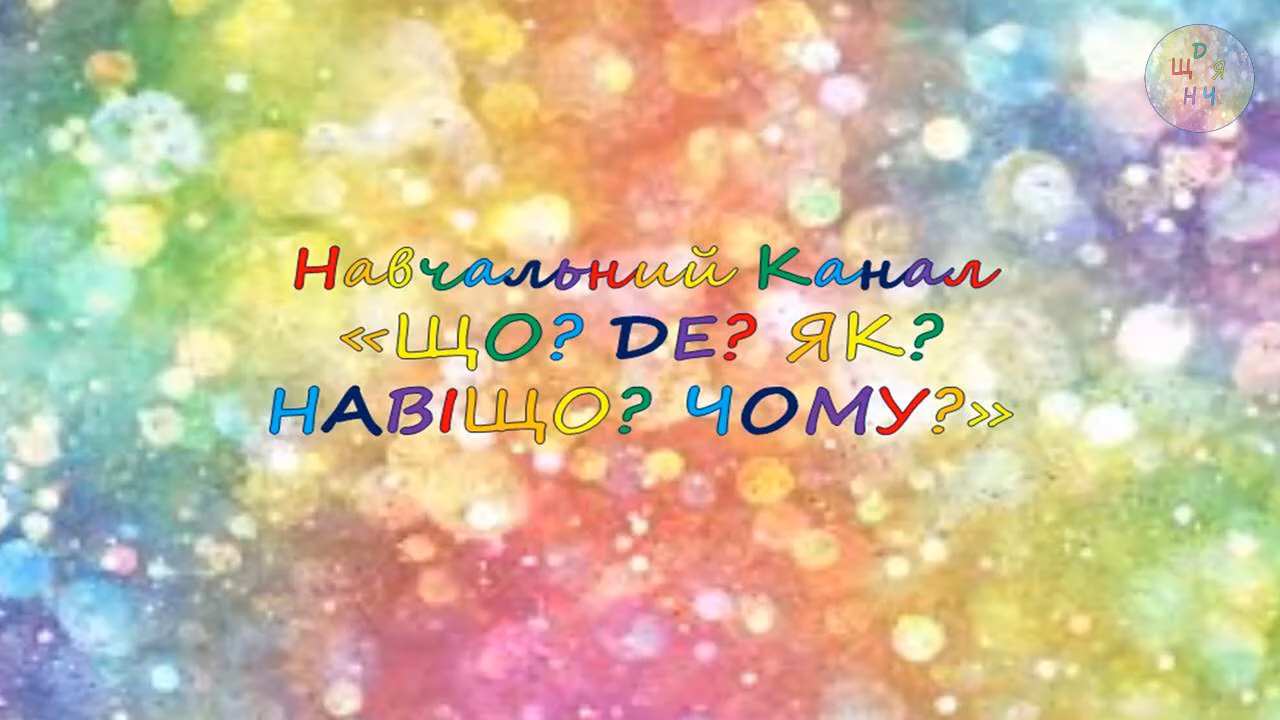 Щ Д Я
Н Ч
Навчальний Канал
«ЩО? DЕ? ЯК?
НАВІЩО? ЧОМУ?»